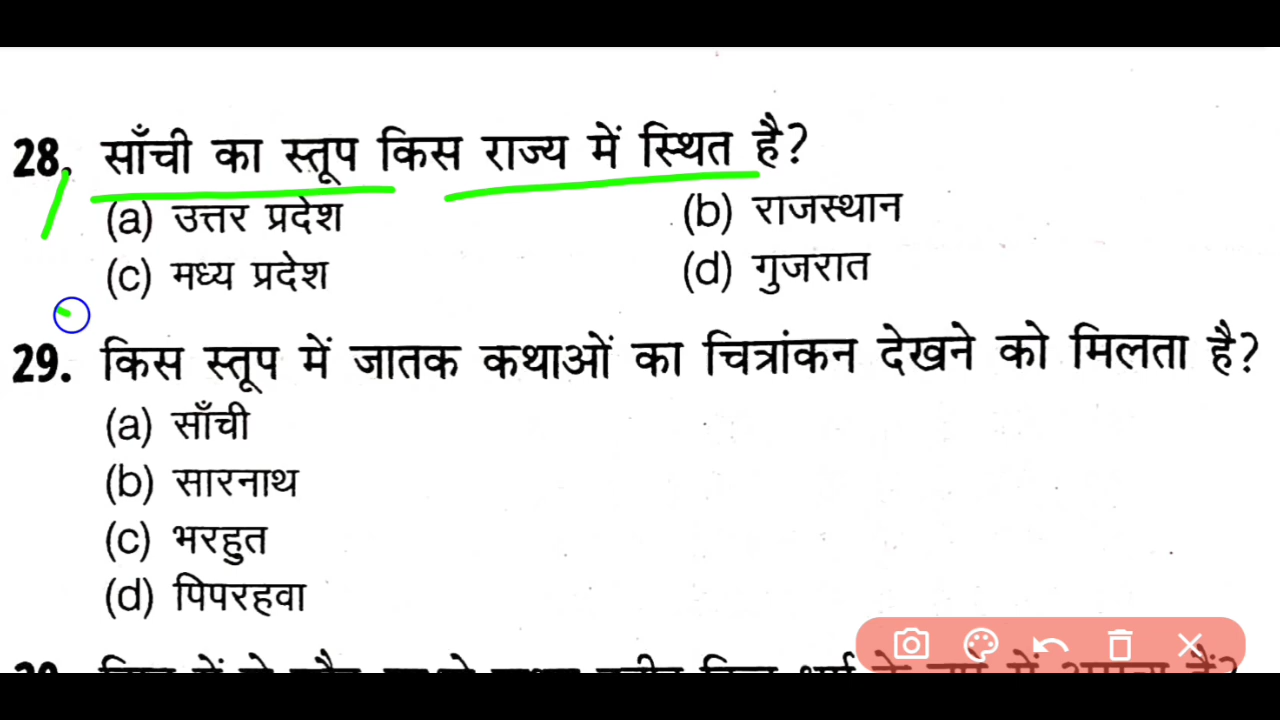 28. साँची का स्तूप किस राज्य में स्थित है?
(a) उत्तर प्रदेश (b) राजस्थान
(c) मध्य प्रदेश (d) गुजरात
29. किस स्तूप में जातक कथाओं का चित्रांकन देखने को मिलता है?
(a) साँची
(b) सारनाथ
(c) भरहुत
(d) पिपरहवा